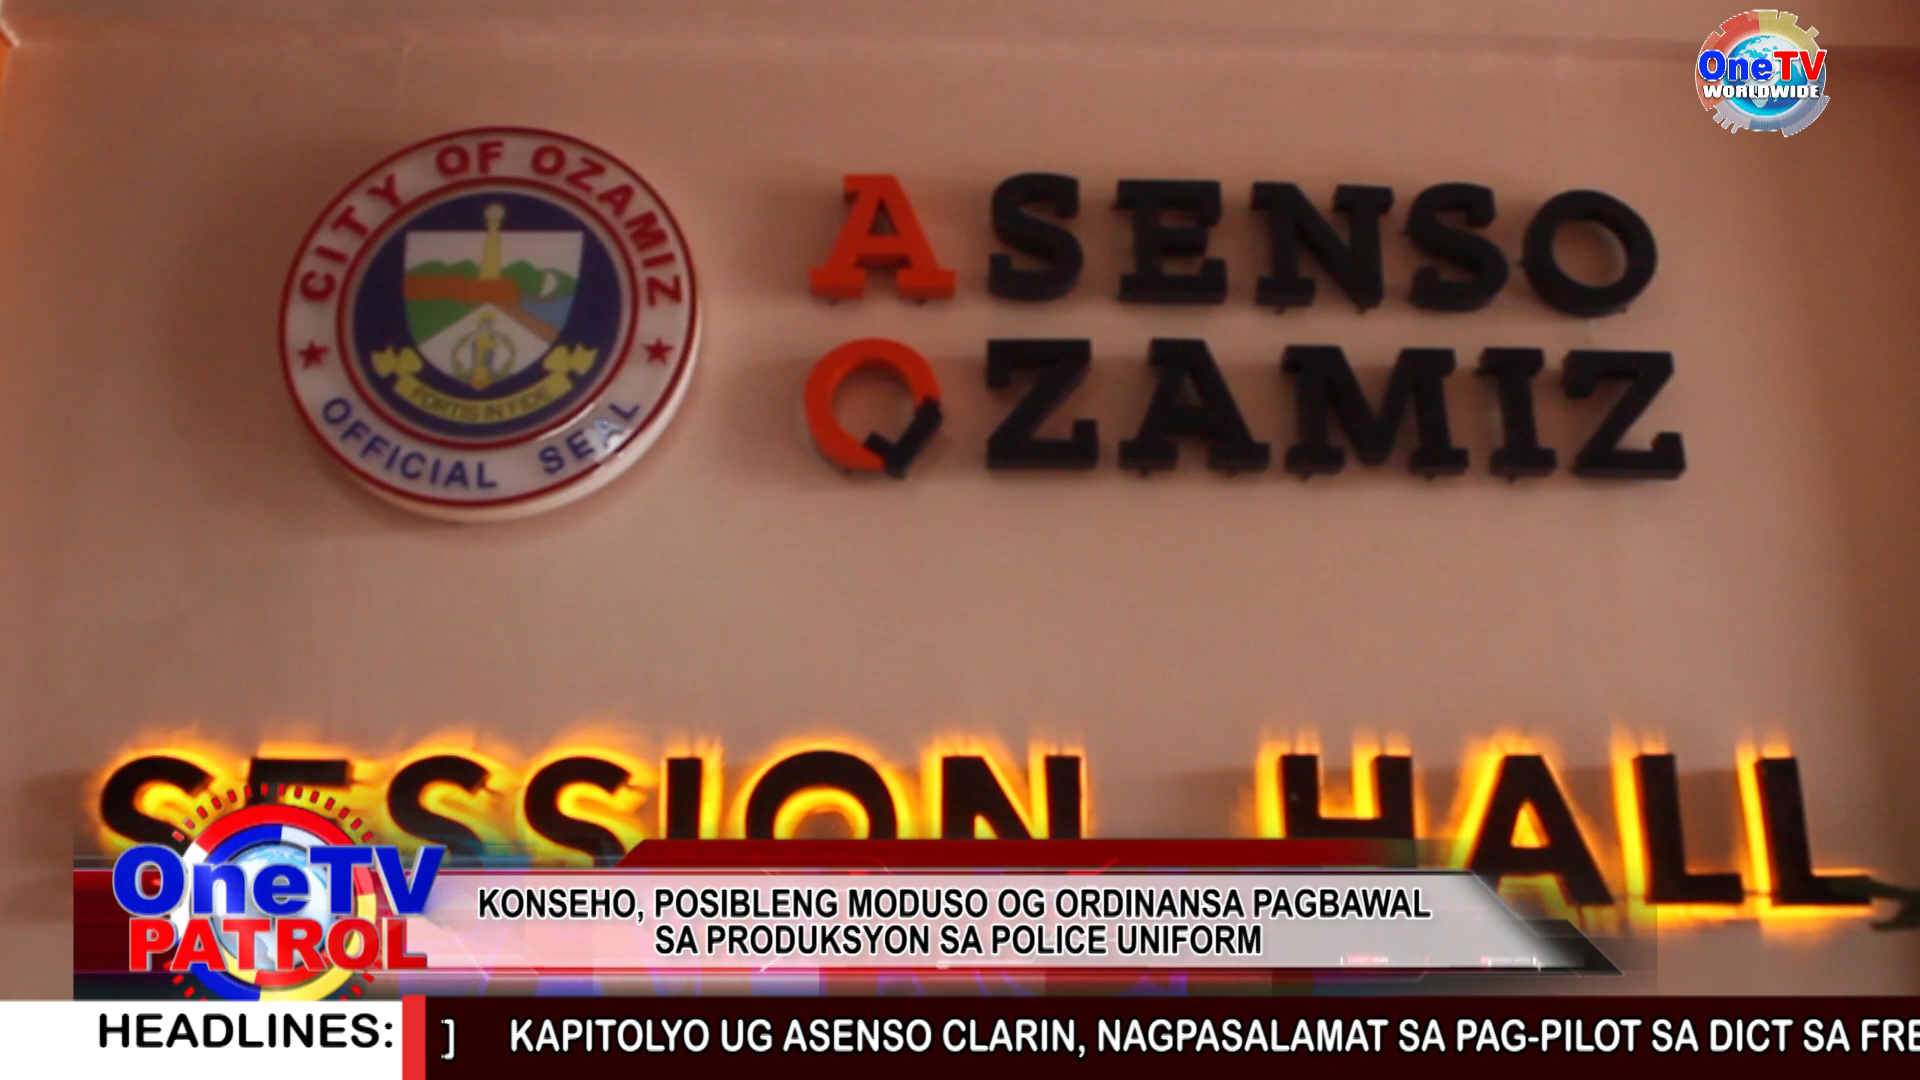 OneTV
WORLDWIDE
CITY OF OZAMIZ
FORTIS IN FIDE
OFFICIAL SEAL
ASENSO
OZAMIZ
SESSION HALL
OneTV
PATROL
KONSEHO, POSIBLENG MODUSO OG ORDINANSA PAGBAWAL
SA PRODUKSYON SA POLICE UNIFORM
HEADLINES:
] KAPITOLYO UG ASENSO CLARIN, NAGPASALAMAT SA PAG-PILOT SA DICT SA FRE